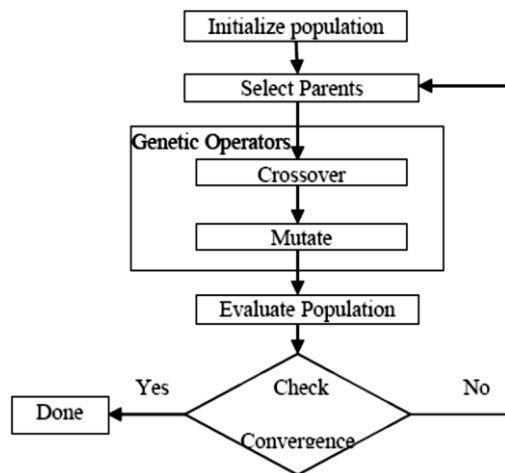 Initialize population
Select Parents
Genetic Operators
Crossover
Mutate
Evaluate Population
Yes
Check
No
Done
Convergence